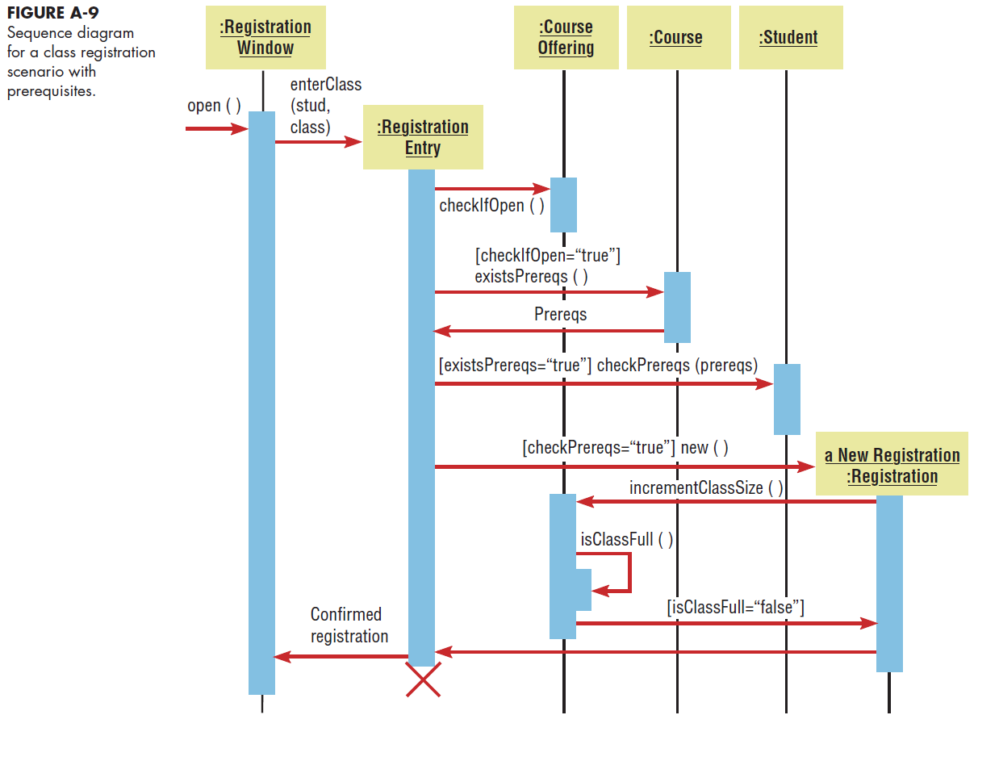 FIGURE A-9
Sequence diagram
for a class registration
scenario with
prerequisites.
:Registration
Window
:Course
Offering
:Course
:Student
open ( )
enterClass
(stud,
class)
:Registration
Entry
checkIfOpen ( )
[checkIfOpen=“true”]
existsPrereqs ( )
Prereqs
[existsPrereqs=“true”] checkPrereqs (prereqs)
[checkPrereqs=“true”] new ( )
a New Registration
:Registration
incrementClassSize ( )
isClassFull ( )
[isClassFull=“false”]
Confirmed
registration